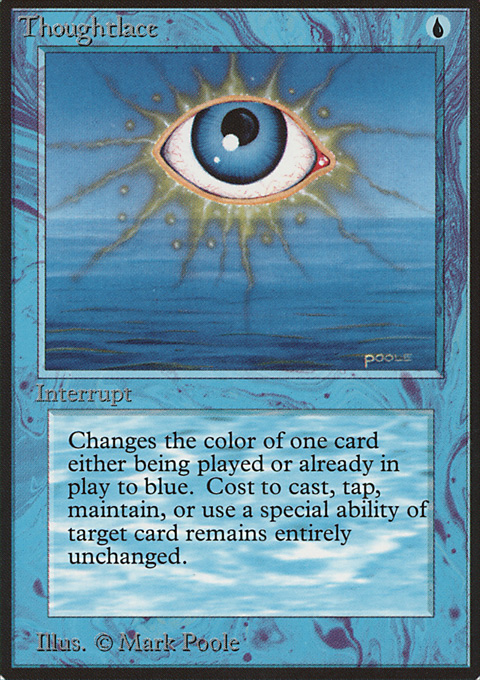 Thoughtlace
POOLE
Interrupt
Changes the color of one card
either being played or already in
play to blue. Cost to cast, tap,
maintain, or use a special ability of
target card remains entirely
unchanged.
Illus. © Mark Poole